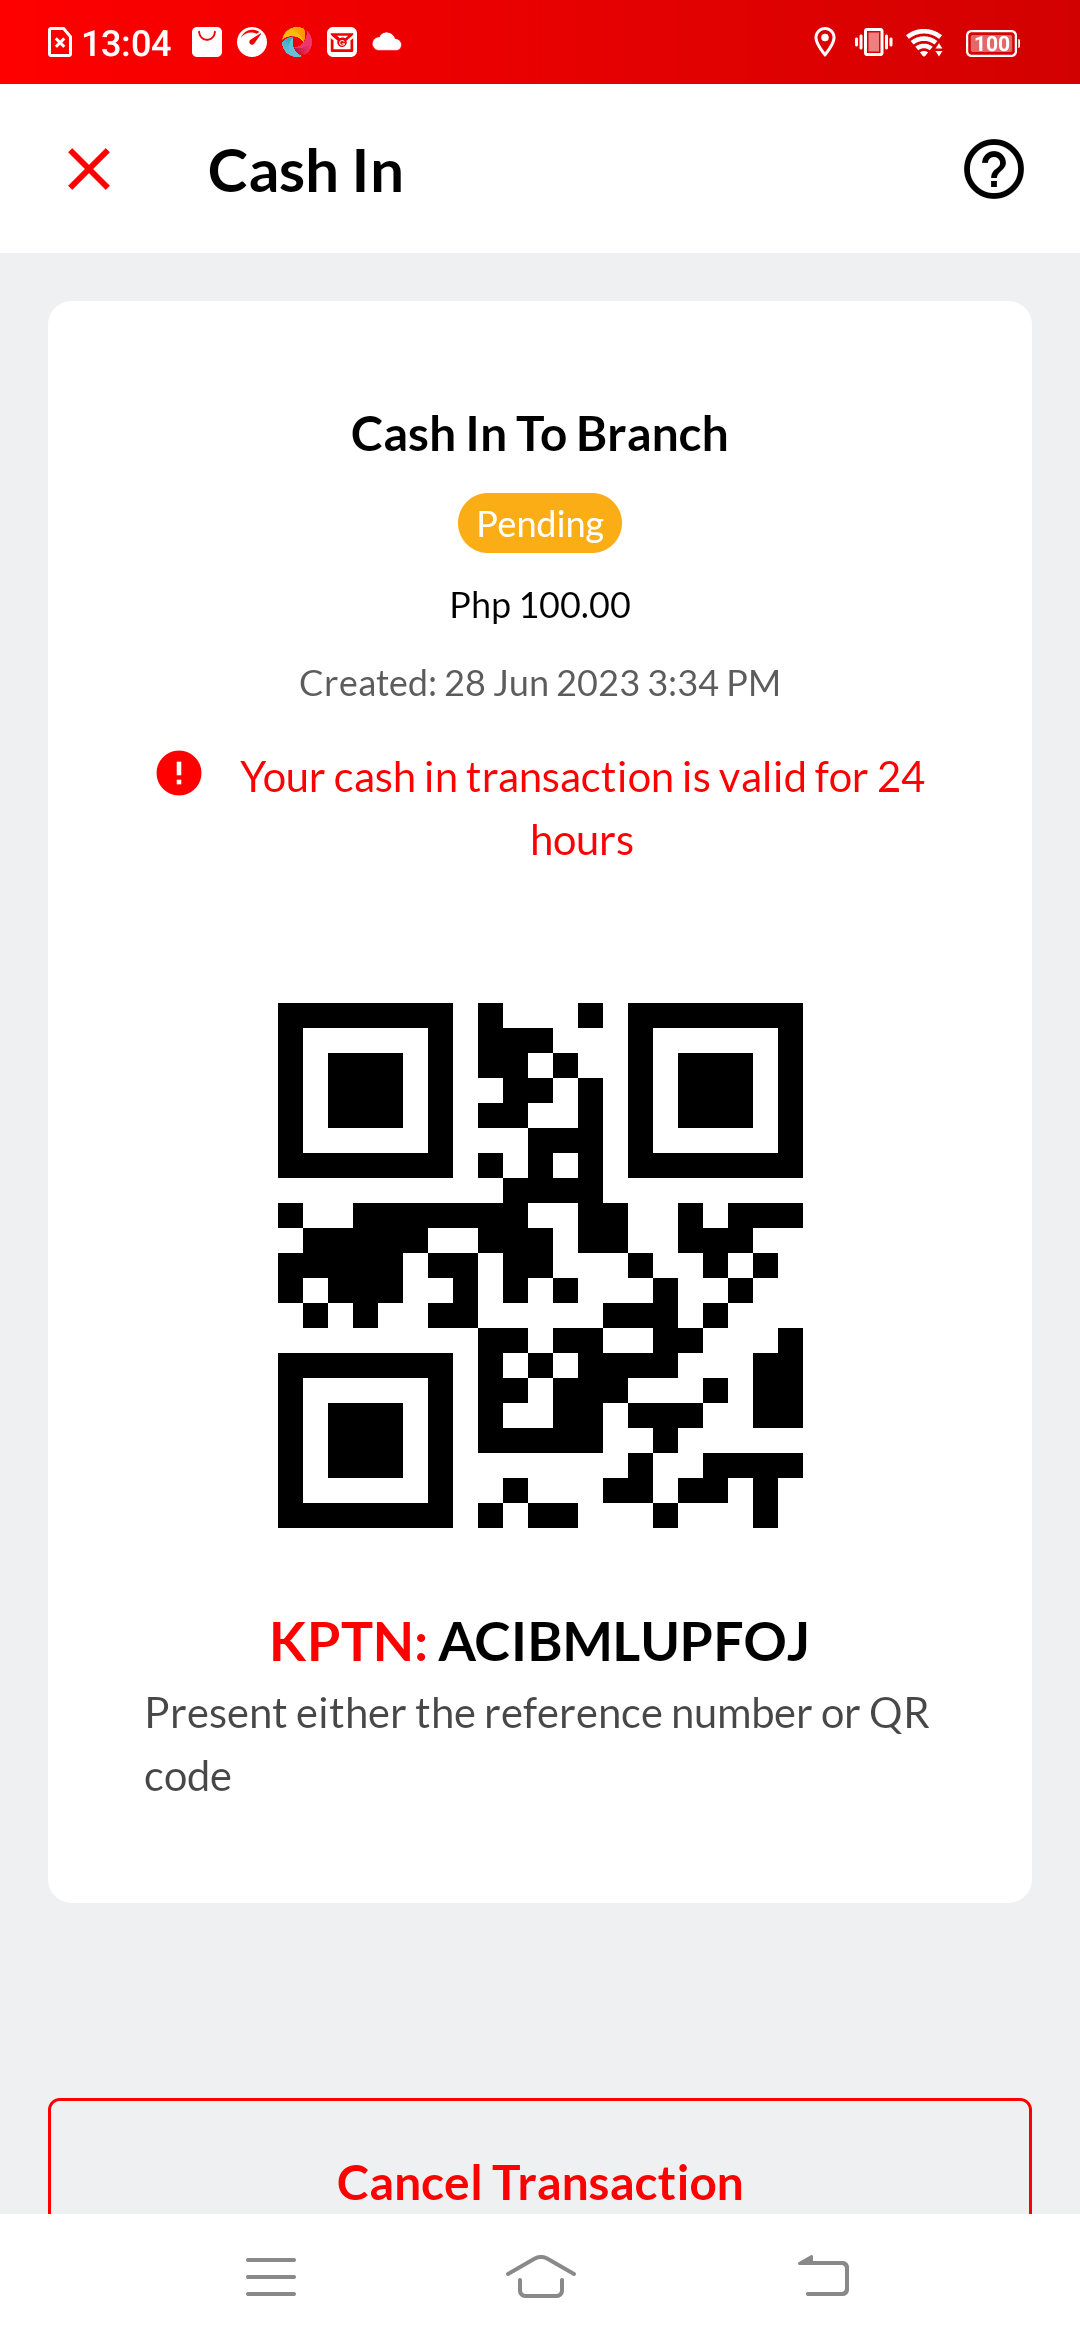 13:04
100
Cash In
Cash In To Branch
Pending
Php 100.00
Created: 28 Jun 2023 3:34 PM
Your cash in transaction is valid for 24
hours
KPTN: ACIBMLUPFOJ
Present either the reference number or QR
code
Cancel Transaction